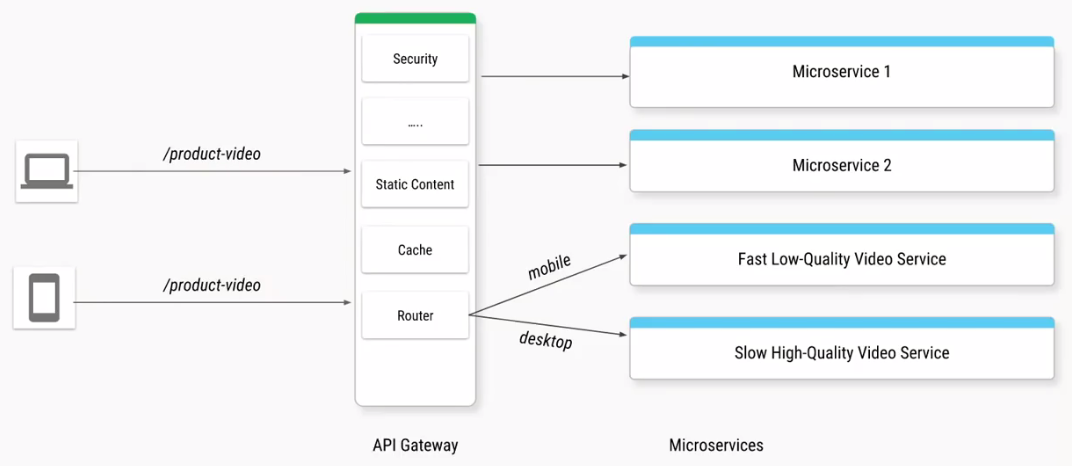 Security
.....
Static Content
Cache
Router
/product-video
/product-video
mobile
desktop
Microservice 1
Microservice 2
Fast Low-Quality Video Service
Slow High-Quality Video Service
API Gateway
Microservices